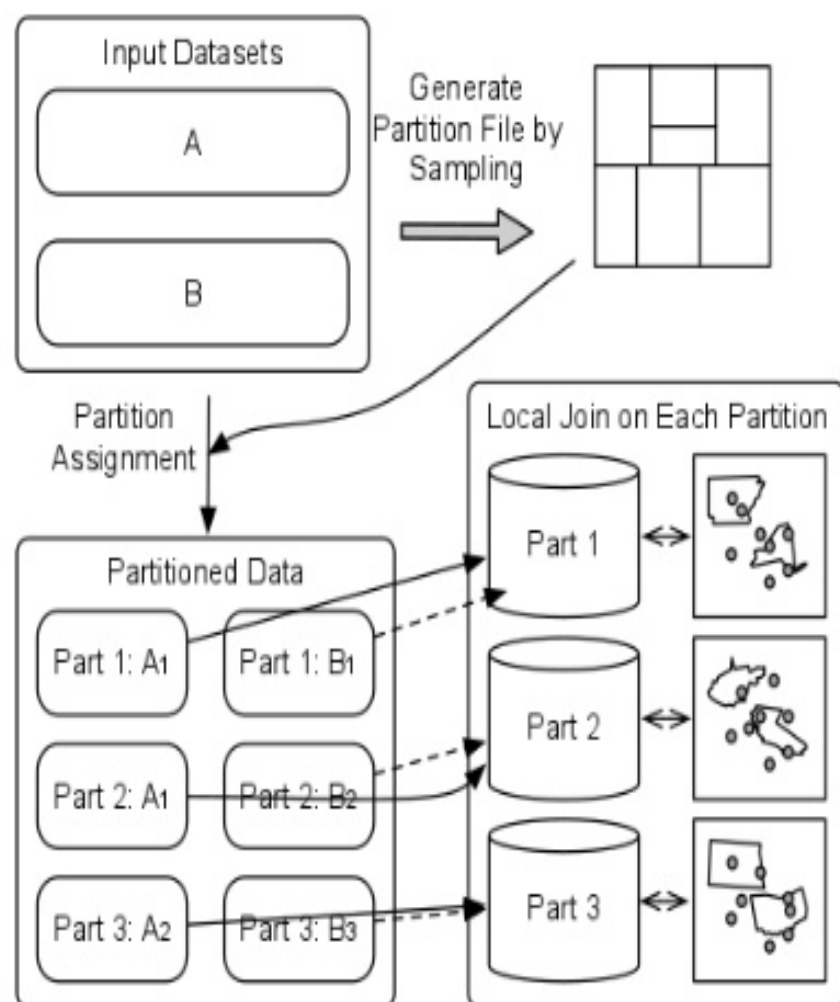 Input Datasets
A
B
Generate
Partition File by
Sampling
Partition
Assignment
Partitioned Data
Part 1: A1
Part 1: B1
Part 2: A1
Part 2: B2
Part 3: A2
Part 3: B3
Local Join on Each Partition
Part 1
Part 2
Part 3